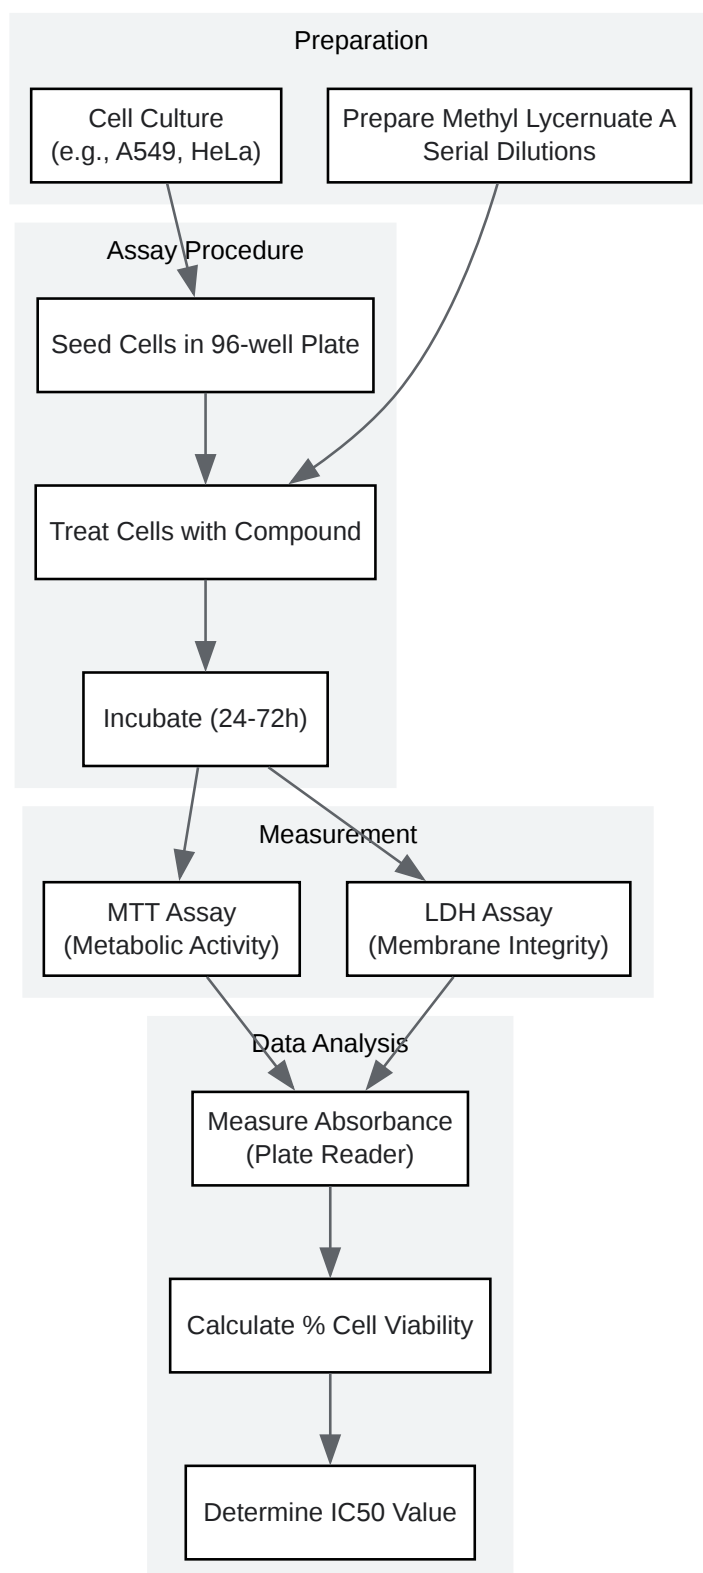 Preparation
Cell Culture
(e.g., A549, HeLa)
Prepare Methyl Lycernuate A
Serial Dilutions
Assay Procedure
Seed Cells in 96-well Plate
Treat Cells with Compound
Incubate (24-72h)
Measurement
MTT Assay
(Metabolic Activity)
LDH Assay
(Membrane Integrity)
Data Analysis
Measure Absorbance
(Plate Reader)
Calculate % Cell Viability
Determine IC50 Value